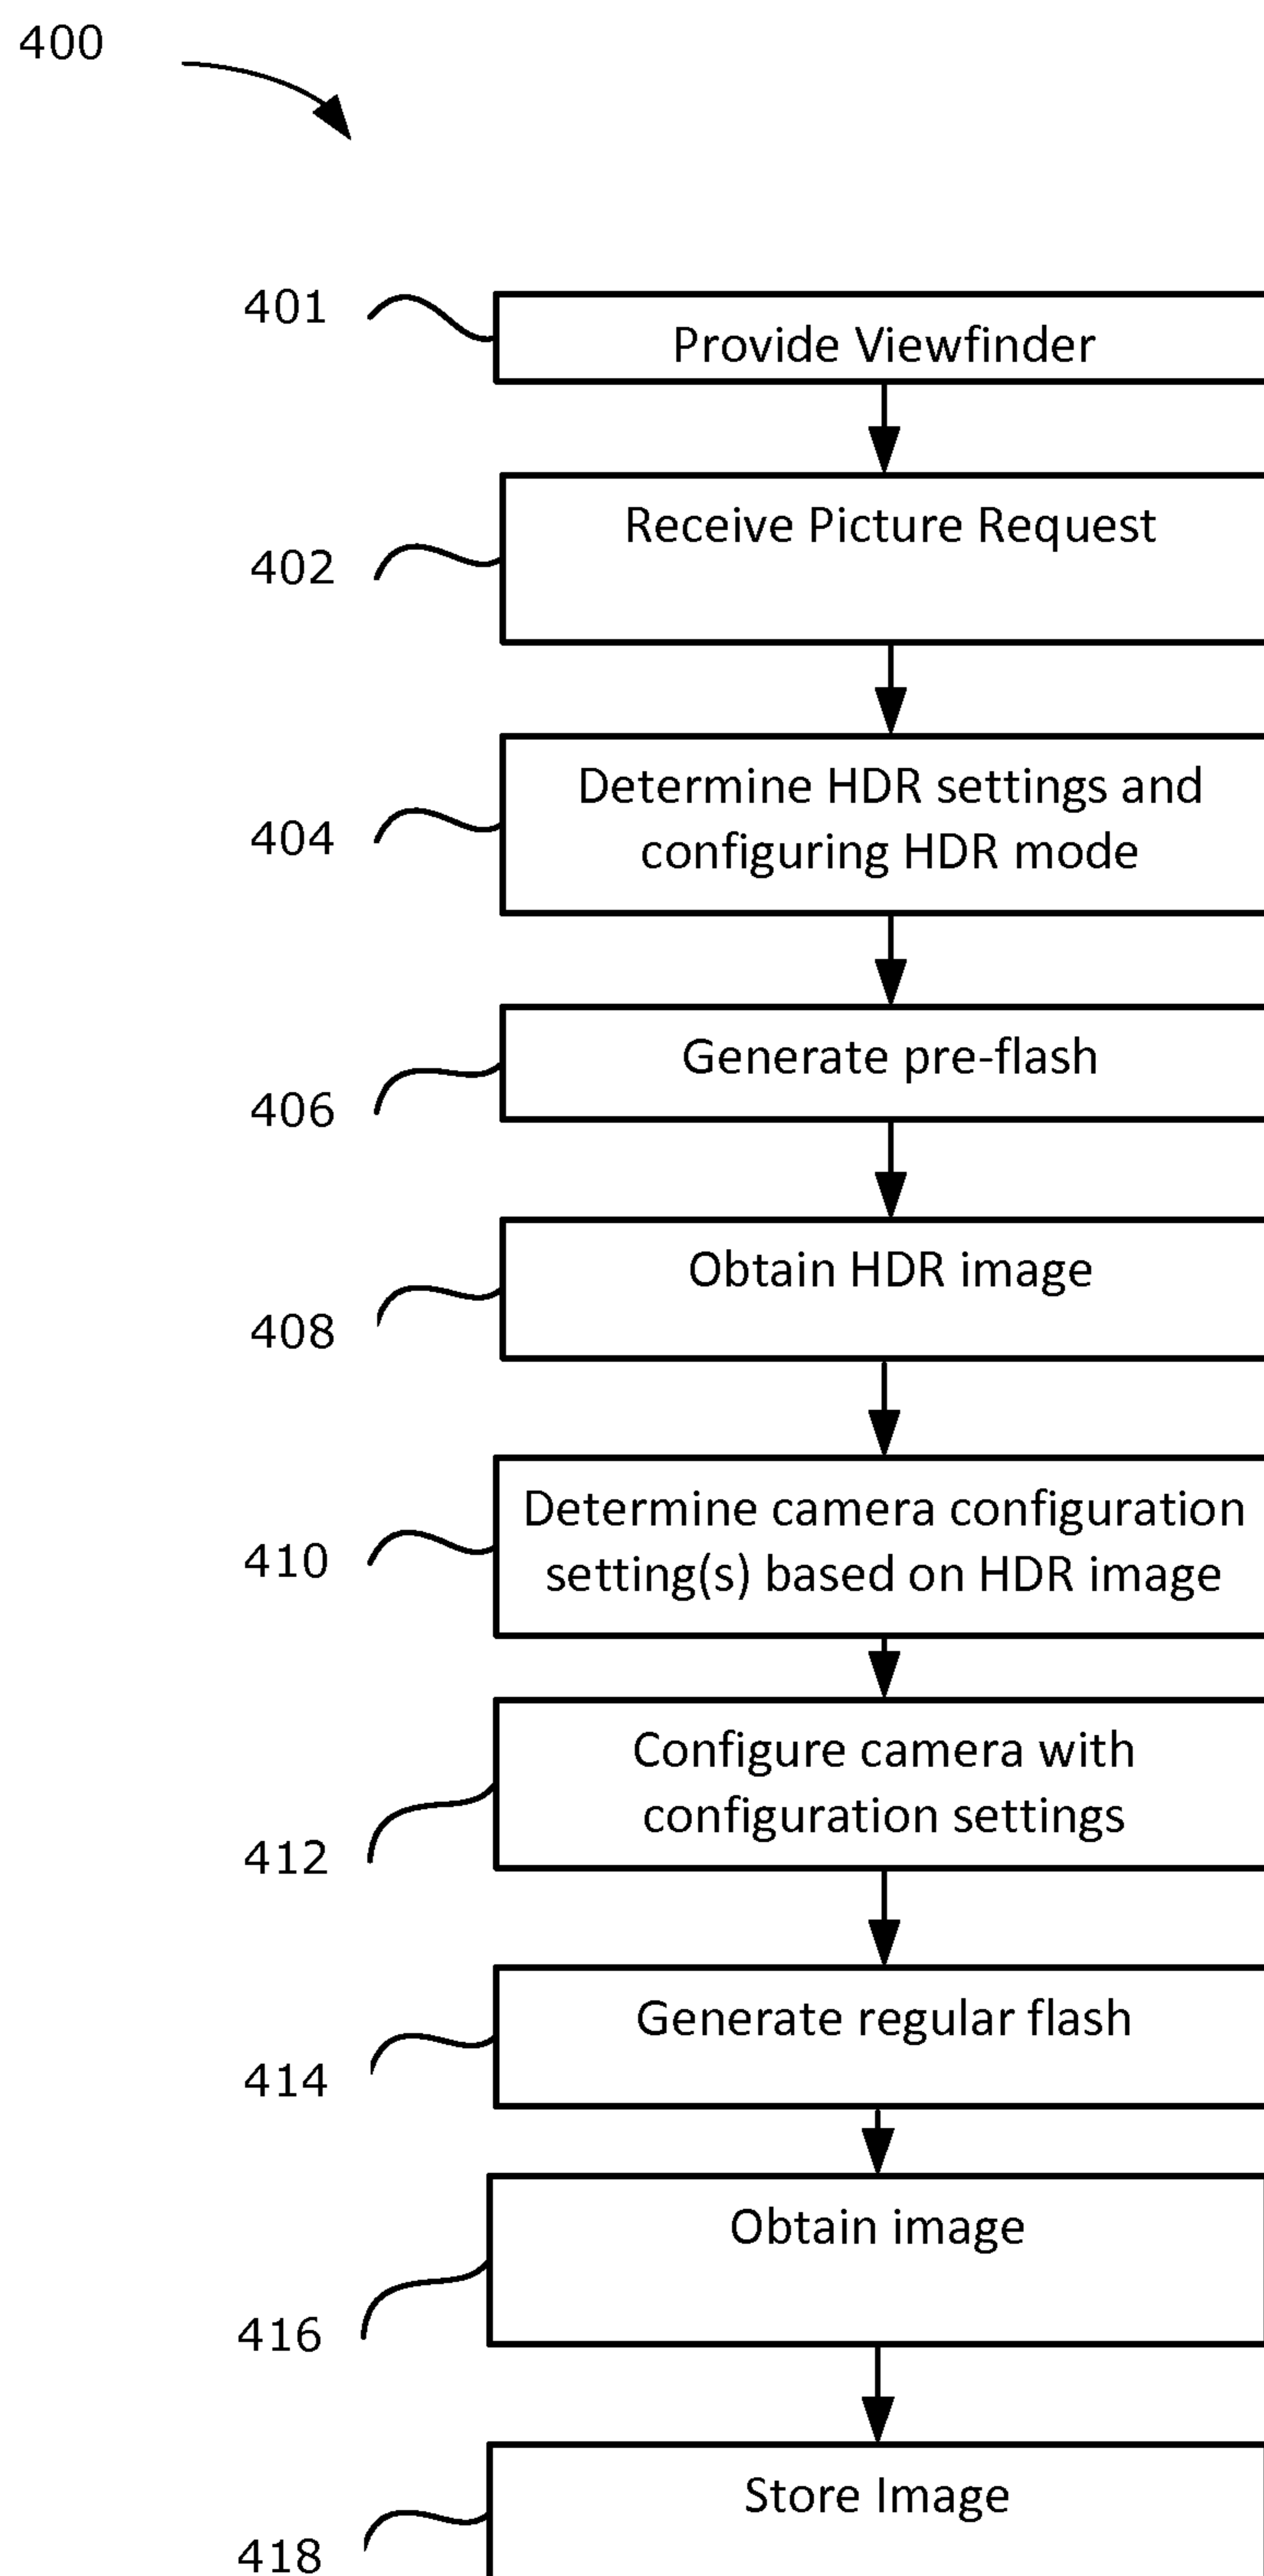 400
401
Provide Viewfinder
402
Receive Picture Request
404
Determine HDR settings and
configuring HDR mode
406
Generate pre-flash
408
Obtain HDR image
410
Determine camera configuration
setting(s) based on HDR image
412
Configure camera with
configuration settings
414
Generate regular flash
416
Obtain image
418
Store Image